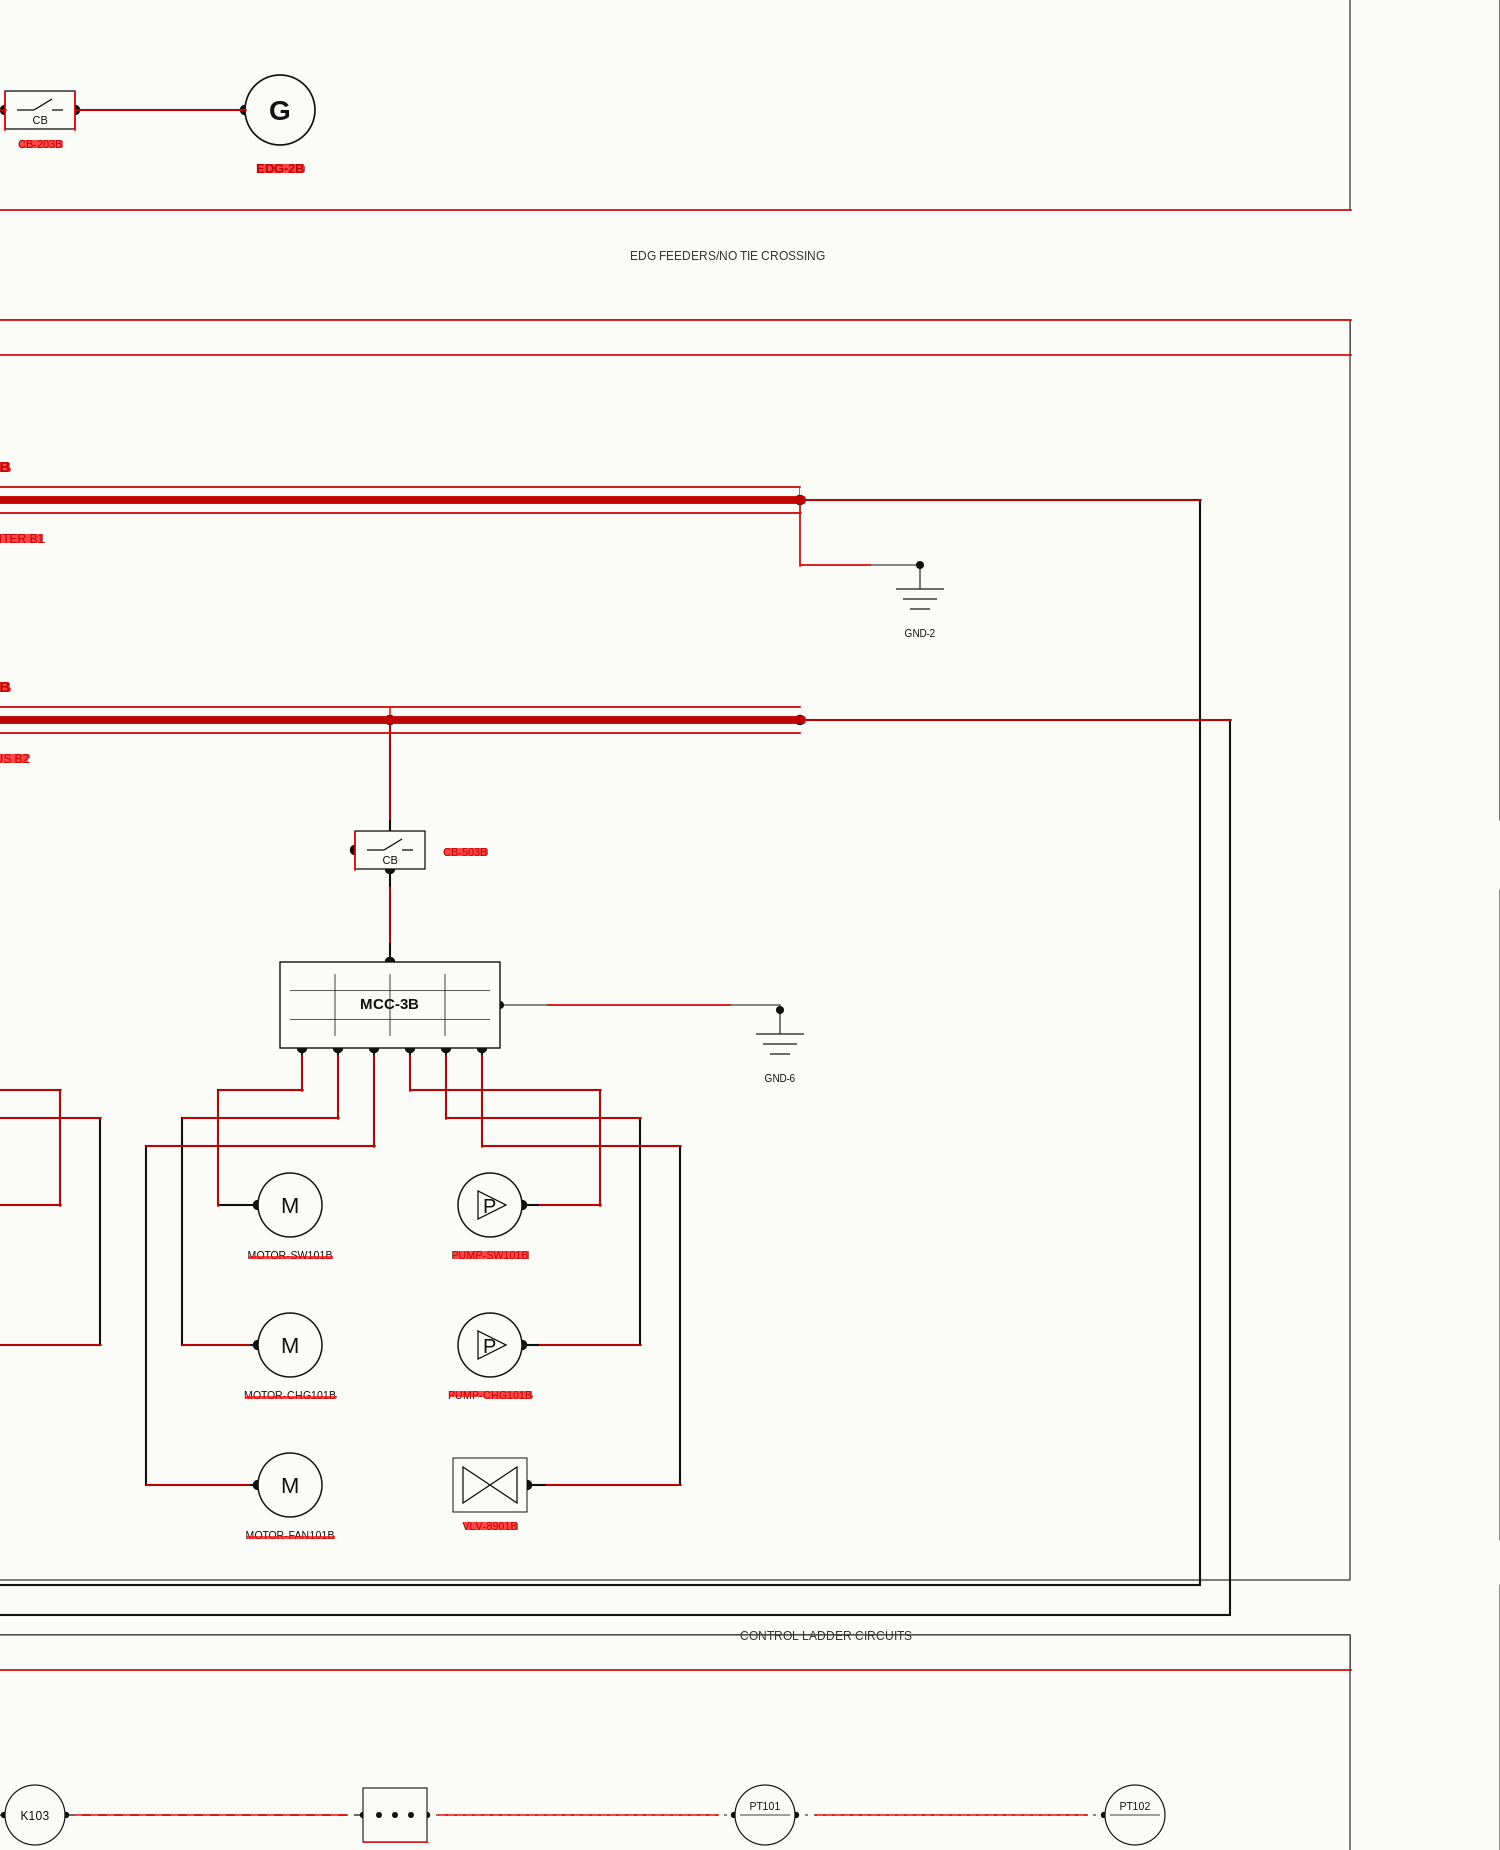 CB
G
CB-203B
EDG-2B
EDG FEEDERS/NO TIE CROSSING
B
NTER B1
GND-2
B
US B2
CB
CB-503B
MCC-3B
GND-6
M
P
MOTOR-SW101B
PUMP-SW101B
M
P
MOTOR-CHG101B
PUMP-CHG101B
M
MOTOR-FAN101B
VLV-8901B
CONTROL LADDER CIRCUITS
K103
PT101
PT102